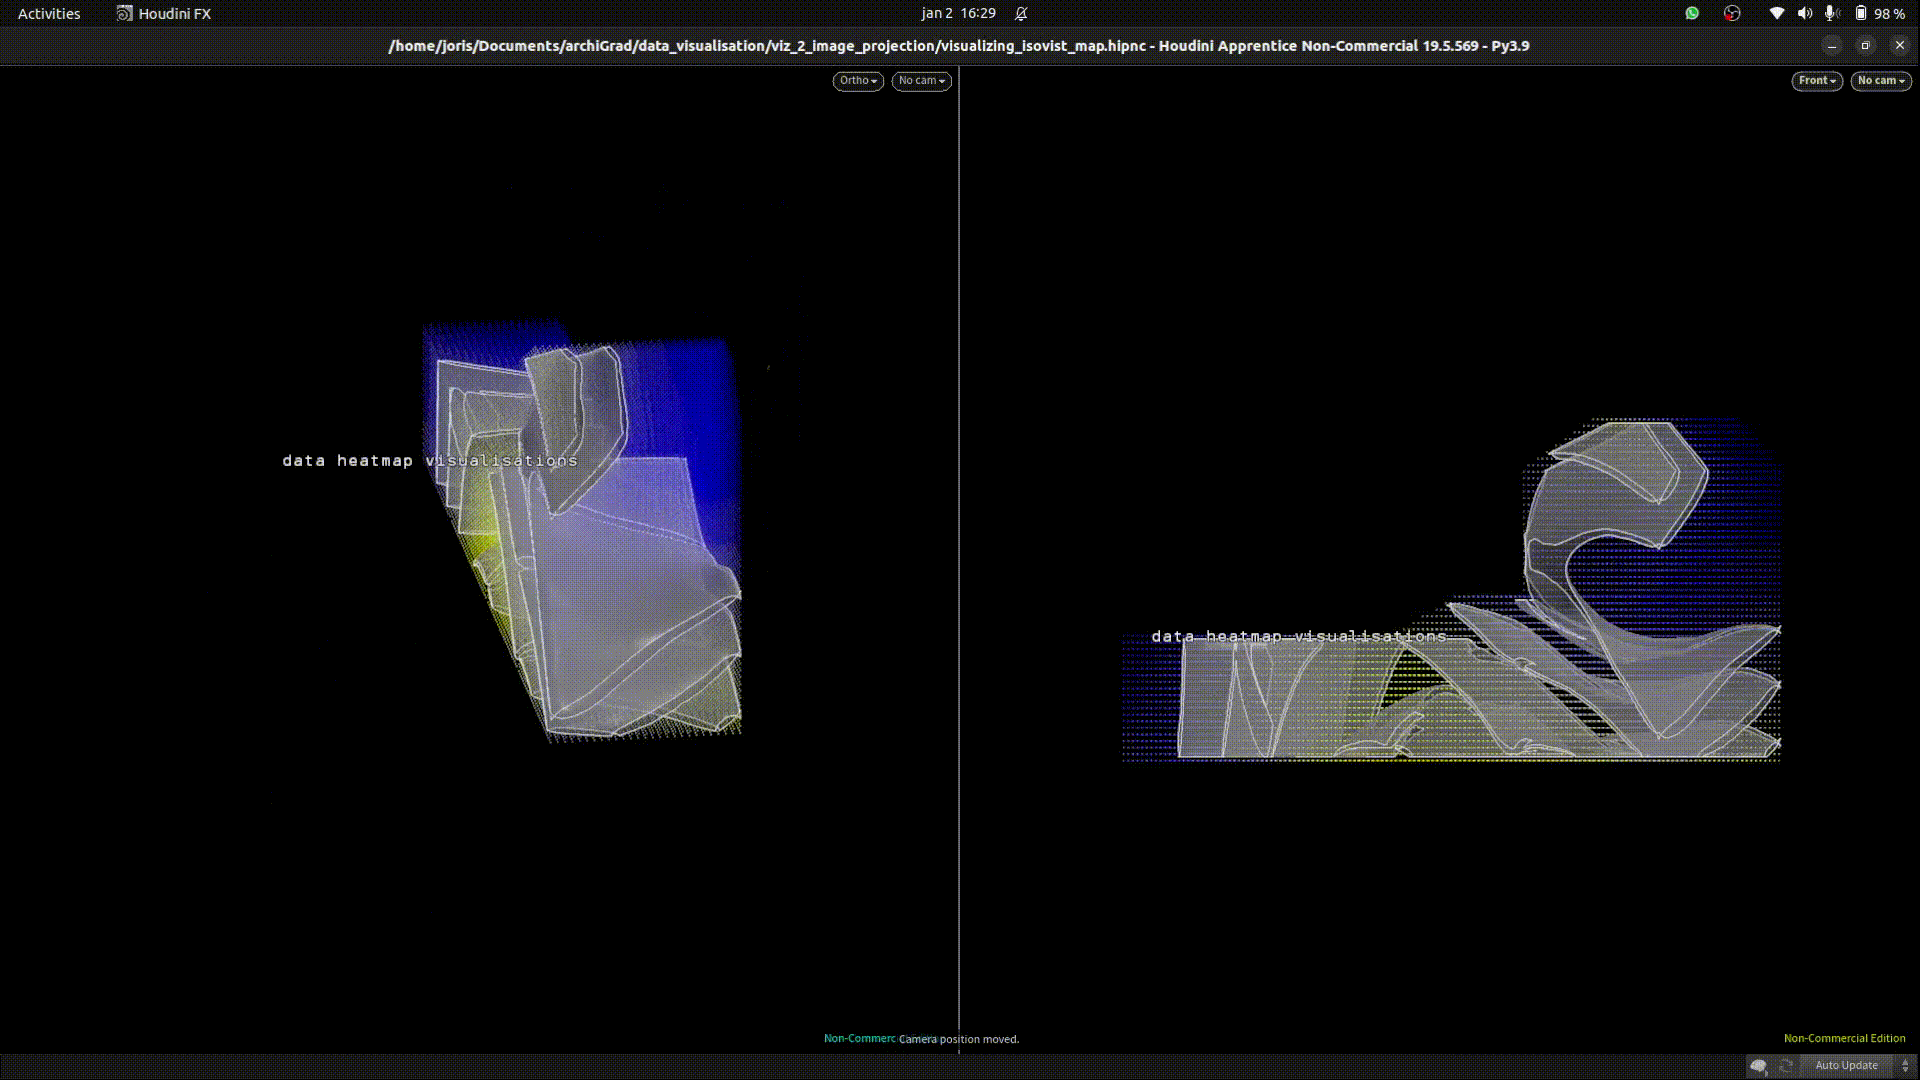 Activities Houdini FX jan 2 16:29 98 %
/home/joris/Documents/archiGrad/data_visualisation/viz_2_image_projection/visualizing_isovist_map.hipnc - Houdini Apprentice Non-Commercial 19.5.569 - Py3.9
Ortho No cam Front No cam
data heatmap visualisations
data heatmap visualisations
Non-Commerc Camera position moved. Non-Commercial Edition
Auto Update